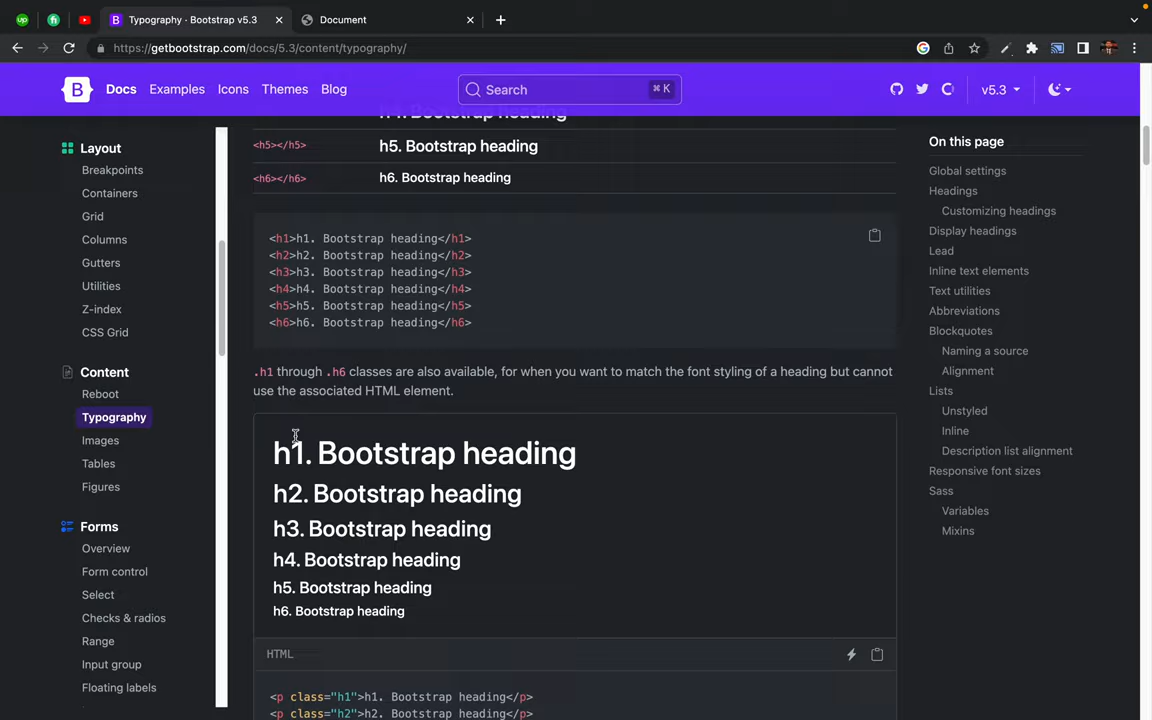 up
fi
Typography · Bootstrap v5.3
Document
https://getbootstrap.com/docs/5.3/content/typography/
B
Docs
Examples
Icons
Themes
Blog
Search
⌘ K
v5.3
Layout
Breakpoints
Containers
Grid
Columns
Gutters
Utilities
Z-index
CSS Grid
Content
Reboot
Typography
Images
Tables
Figures
Forms
Overview
Form control
Select
Checks & radios
Range
Input group
Floating labels
h4. Bootstrap heading
<h5></h5> h5. Bootstrap heading
<h6></h6> h6. Bootstrap heading
<h1>h1. Bootstrap heading</h1>
<h2>h2. Bootstrap heading</h2>
<h3>h3. Bootstrap heading</h3>
<h4>h4. Bootstrap heading</h4>
<h5>h5. Bootstrap heading</h5>
<h6>h6. Bootstrap heading</h6>
.h1 through .h6 classes are also available, for when you want to match the font styling of a heading but cannot
use the associated HTML element.
h1. Bootstrap heading
h2. Bootstrap heading
h3. Bootstrap heading
h4. Bootstrap heading
h5. Bootstrap heading
h6. Bootstrap heading
HTML
<p class="h1">h1. Bootstrap heading</p>
<p class="h2">h2. Bootstrap heading</p>
On this page
Global settings
Headings
Customizing headings
Display headings
Lead
Inline text elements
Text utilities
Abbreviations
Blockquotes
Naming a source
Alignment
Lists
Unstyled
Inline
Description list alignment
Responsive font sizes
Sass
Variables
Mixins